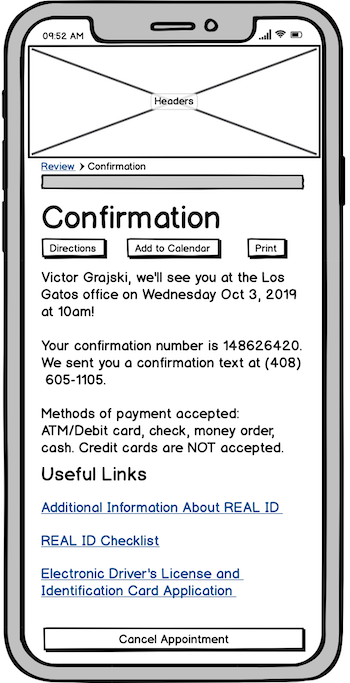 09:52 AM
Headers
Review > Confirmation
Confirmation
Directions
Add to Calendar
Print
Victor Grajski, we'll see you at the Los
Gatos office on Wednesday Oct 3, 2019
at 10am!
Your confirmation number is 148626420.
We sent you a confirmation text at (408)
605-1105.
Methods of payment accepted:
ATM/Debit card, check, money order,
cash. Credit cards are NOT accepted.
Useful Links
Additional Information About REAL ID
REAL ID Checklist
Electronic Driver's License and
Identification Card Application
Cancel Appointment